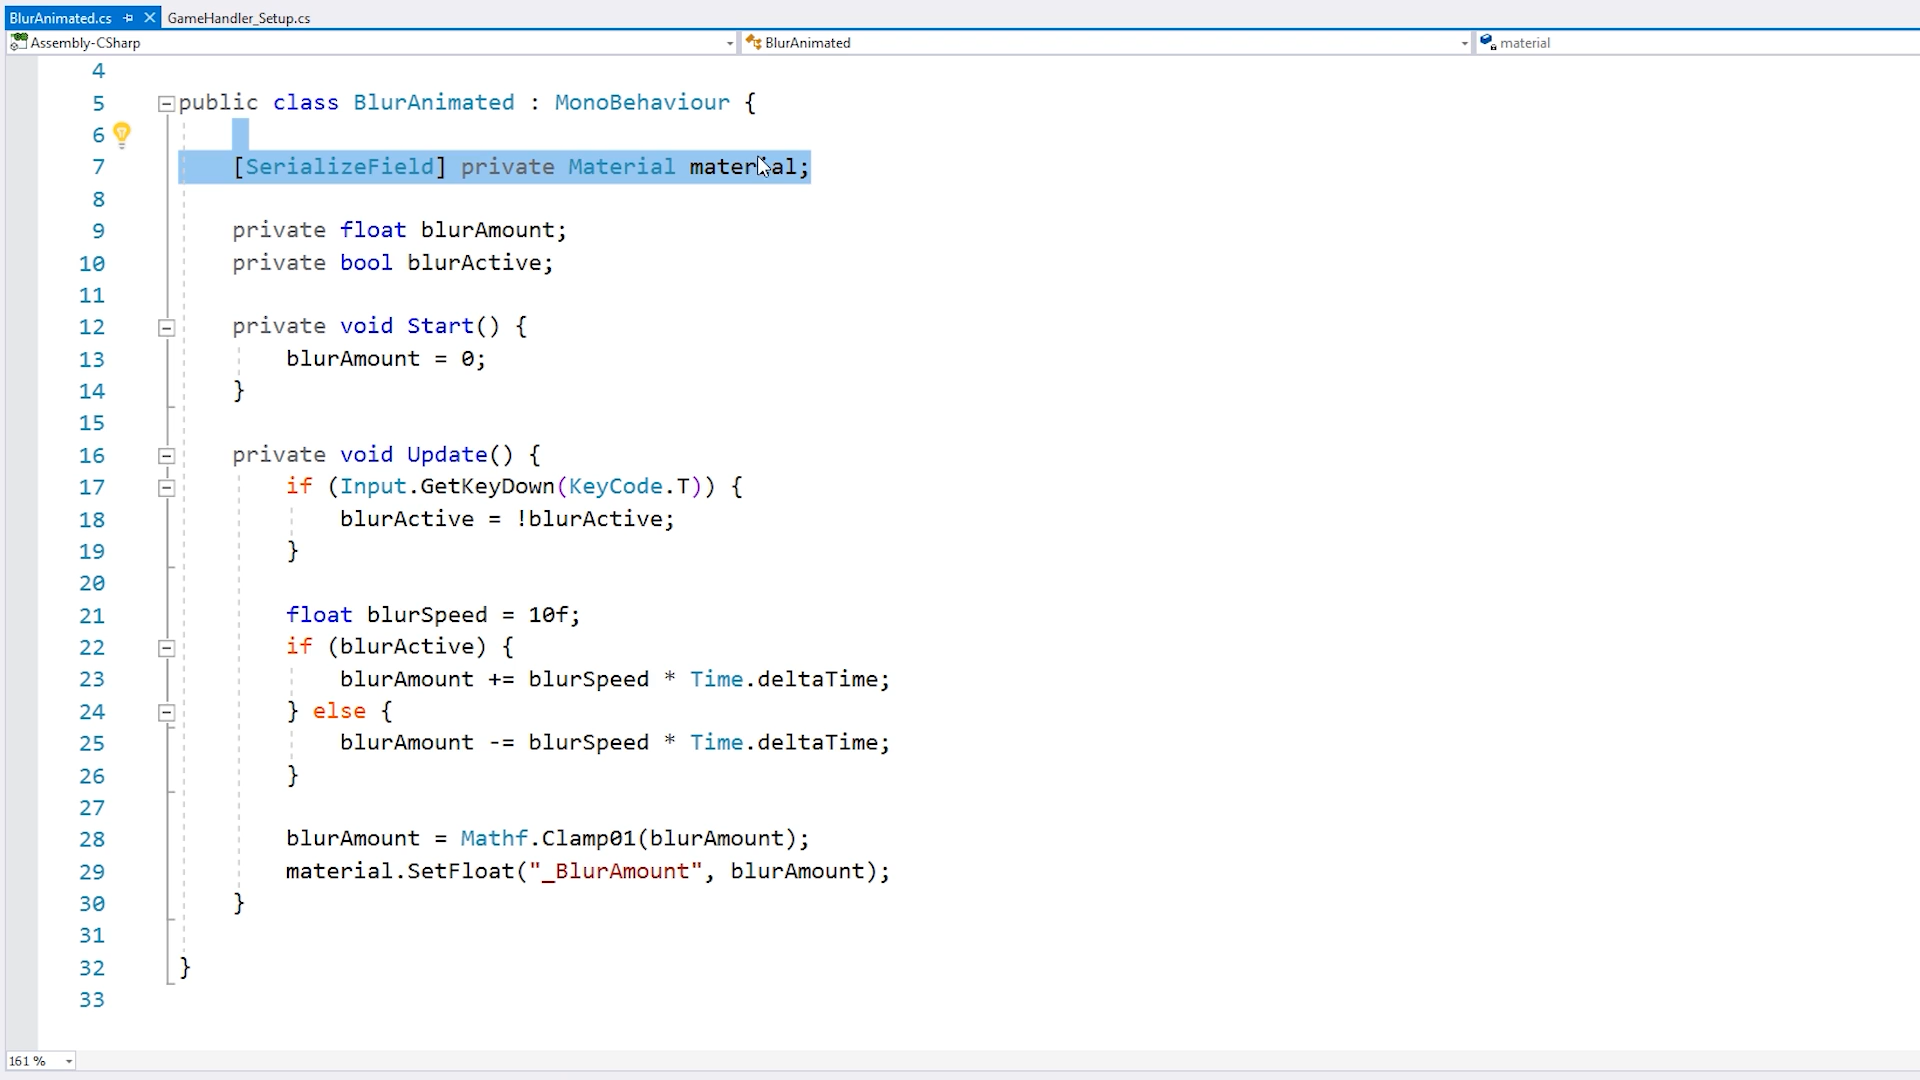 BlurAnimated.cs GameHandler_Setup.cs
Assembly-CSharp BlurAnimated material
4
5 public class BlurAnimated : MonoBehaviour {
6
7 [SerializeField] private Material material;
8
9 private float blurAmount;
10 private bool blurActive;
11
12 private void Start() {
13 blurAmount = 0;
14 }
15
16 private void Update() {
17 if (Input.GetKeyDown(KeyCode.T)) {
18 blurActive = !blurActive;
19 }
20
21 float blurSpeed = 10f;
22 if (blurActive) {
23 blurAmount += blurSpeed * Time.deltaTime;
24 } else {
25 blurAmount -= blurSpeed * Time.deltaTime;
26 }
27
28 blurAmount = Mathf.Clamp01(blurAmount);
29 material.SetFloat("_BlurAmount", blurAmount);
30 }
31
32 }
33
161 %